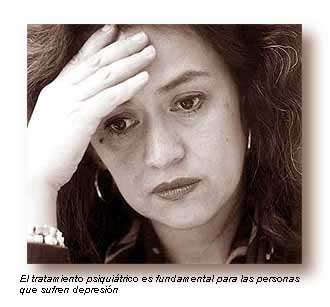 El tratamiento psiquiátrico es fundamental para las personas
que sufren depresión